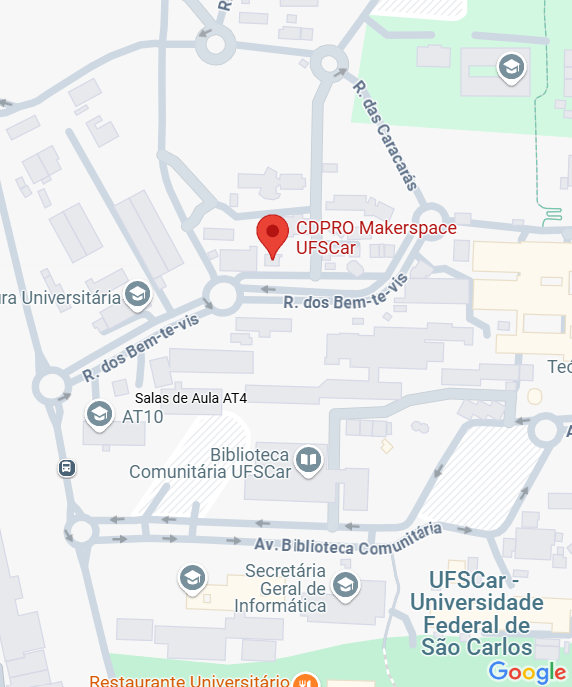 R.
R. das Caracarás
CDPRO Makerspace
UFSCar
ura Universitária
R. dos Bem-te-vis
R. dos Bem-te-vis
Teó
Salas de Aula AT4
AT10
A
Biblioteca
Comunitária UFSCar
Av. Biblioteca Comunitária
Secretária
Geral de
Informática
UFSCar -
Universidade
Federal de
São Carlos
Google
Restaurante Universitário